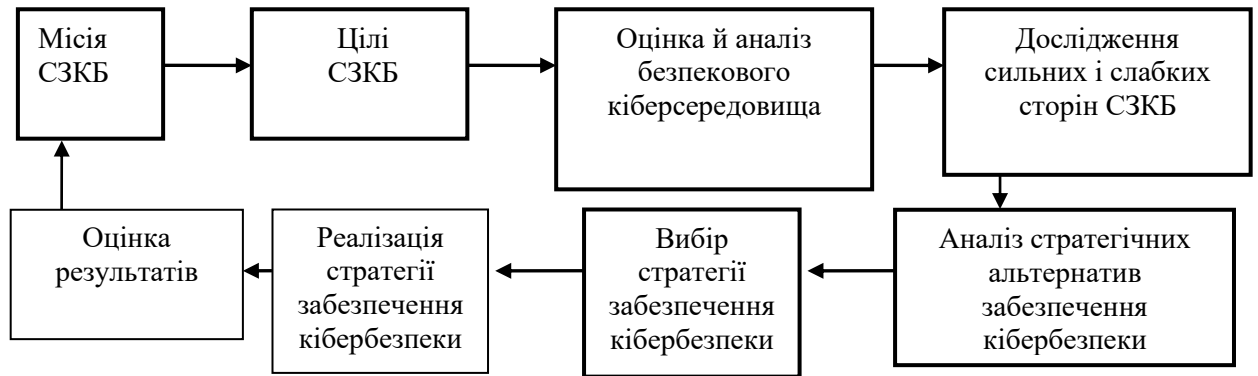 Місія
СЗКБ
Цілі
СЗКБ
Оцінка й аналіз
безпекового
кіберсередовища
Дослідження
сильних і слабких
сторін СЗКБ
Аналіз стратегічних
альтернатив
забезпечення
кібербезпеки
Вибір
стратегії
забезпечення
кібербезпеки
Реалізація
стратегії
забезпечення
кібербезпеки
Оцінка
результатів